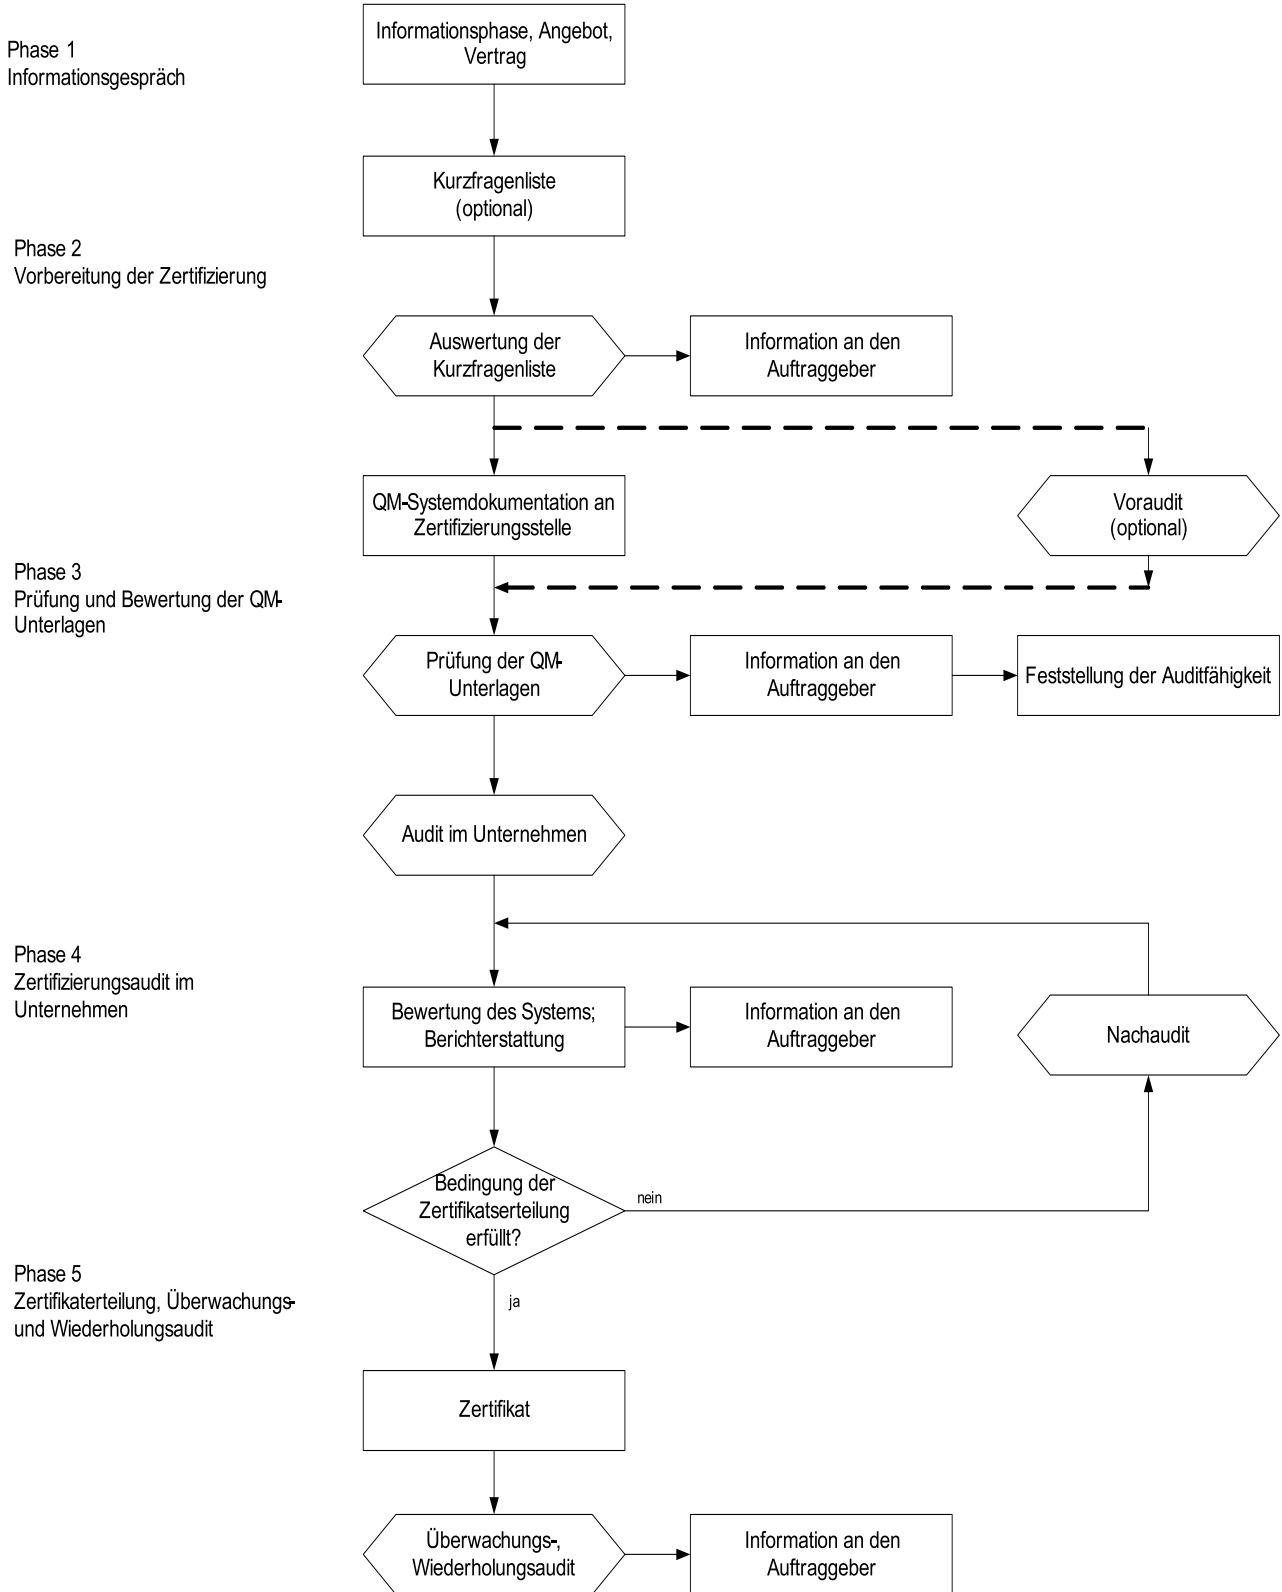 Phase 1
Informationsgespräch
Informationsphase, Angebot,
Vertrag
Kurzfragenliste
(optional)
Phase 2
Vorbereitung der Zertifizierung
Auswertung der
Kurzfragenliste
Information an den
Auftraggeber
QM-Systemdokumentation an
Zertifizierungsstelle
Voraudit
(optional)
Phase 3
Prüfung und Bewertung der QM-
Unterlagen
Prüfung der QM-
Unterlagen
Information an den
Auftraggeber
Feststellung der Auditfähigkeit
Audit im Unternehmen
Phase 4
Zertifizierungsaudit im
Unternehmen
Bewertung des Systems;
Berichterstattung
Information an den
Auftraggeber
Nachaudit
Bedingung der
Zertifikatserteilung
erfüllt?
nein
Phase 5
Zertifikaterteilung, Überwachungs-
und Wiederholungsaudit
ja
Zertifikat
Überwachungs-,
Wiederholungsaudit
Information an den
Auftraggeber